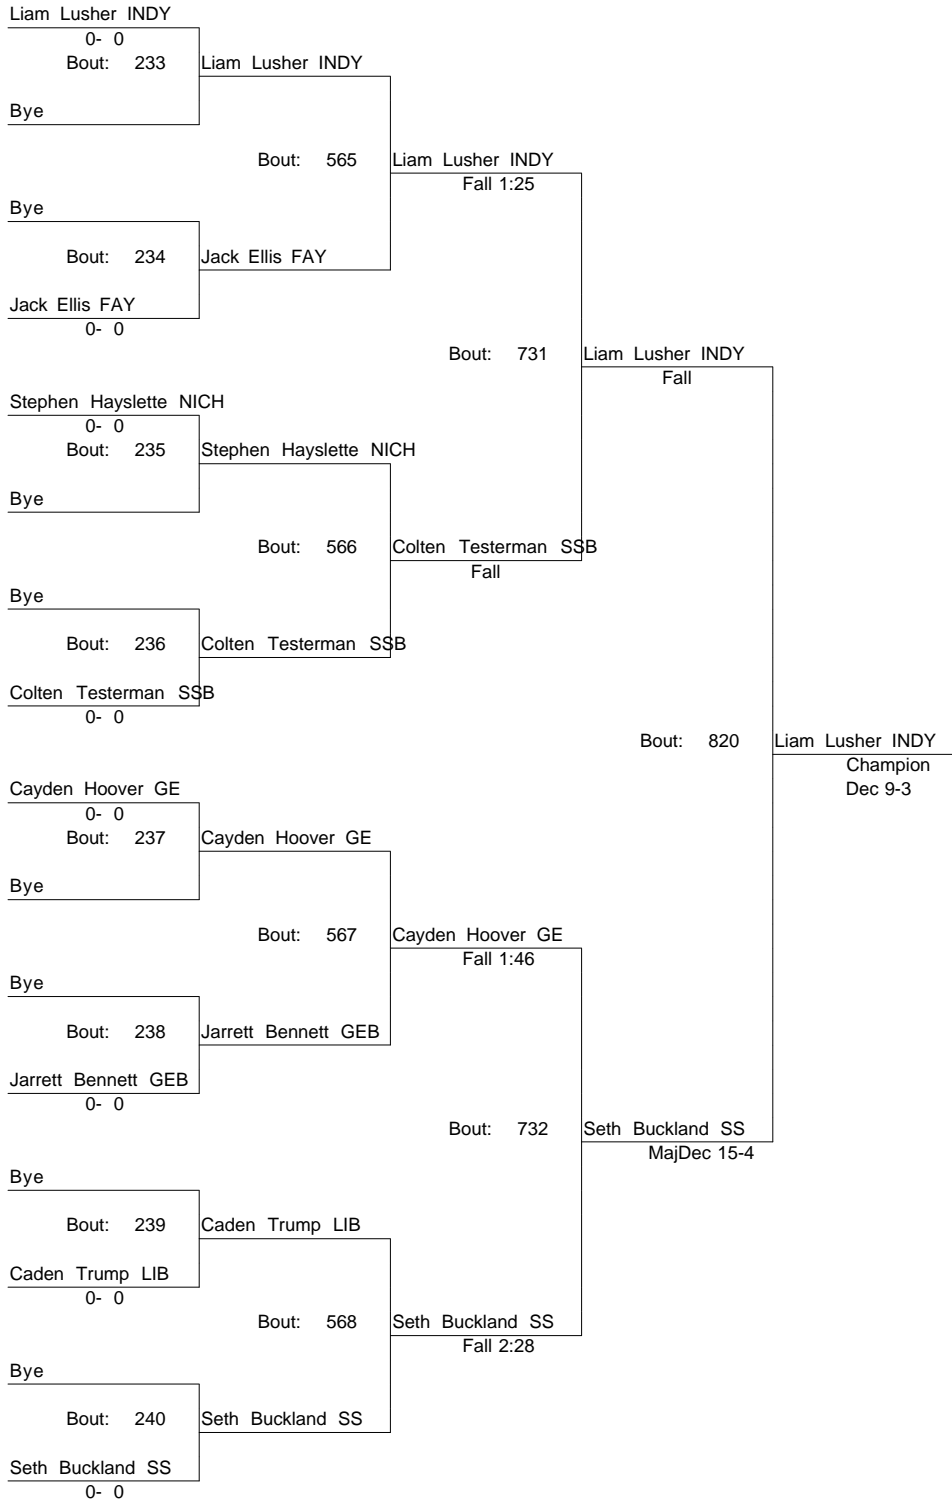 Liam Lusher INDY
0- 0
Bout: 233 Liam Lusher INDY
Bye
Bout: 565 Liam Lusher INDY
Fall 1:25
Bye
Bout: 234 Jack Ellis FAY
Jack Ellis FAY
0- 0
Bout: 731 Liam Lusher INDY
Fall
Stephen Hayslette NICH
0- 0
Bout: 235 Stephen Hayslette NICH
Bye
Bout: 566 Colten Testerman SSB
Fall
Bye
Bout: 236 Colten Testerman SSB
Colten Testerman SSB
0- 0
Bout: 820 Liam Lusher INDY
Champion
Dec 9-3
Cayden Hoover GE
0- 0
Bout: 237 Cayden Hoover GE
Bye
Bout: 567 Cayden Hoover GE
Fall 1:46
Bye
Bout: 238 Jarrett Bennett GEB
Jarrett Bennett GEB
0- 0
Bout: 732 Seth Buckland SS
MajDec 15-4
Bye
Bout: 239 Caden Trump LIB
Caden Trump LIB
0- 0
Bout: 568 Seth Buckland SS
Fall 2:28
Bye
Bout: 240 Seth Buckland SS
Seth Buckland SS
0- 0